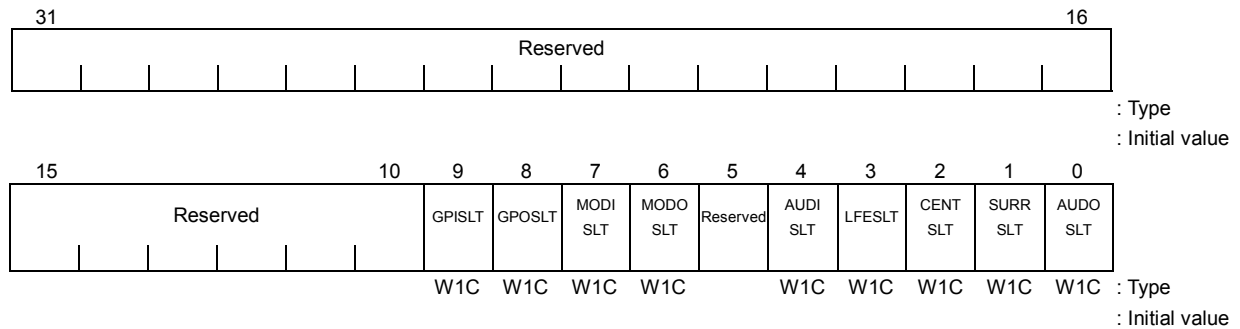 31 16
Reserved
: Type
: Initial value
15 10 9 8 7 6 5 4 3 2 1 0
Reserved GPISLT GPOSLT MODI SLT MODO SLT Reserved AUDI SLT LFESLT CENT SLT SURR SLT AUDO SLT
W1C W1C W1C W1C W1C W1C W1C W1C W1C : Type
: Initial value